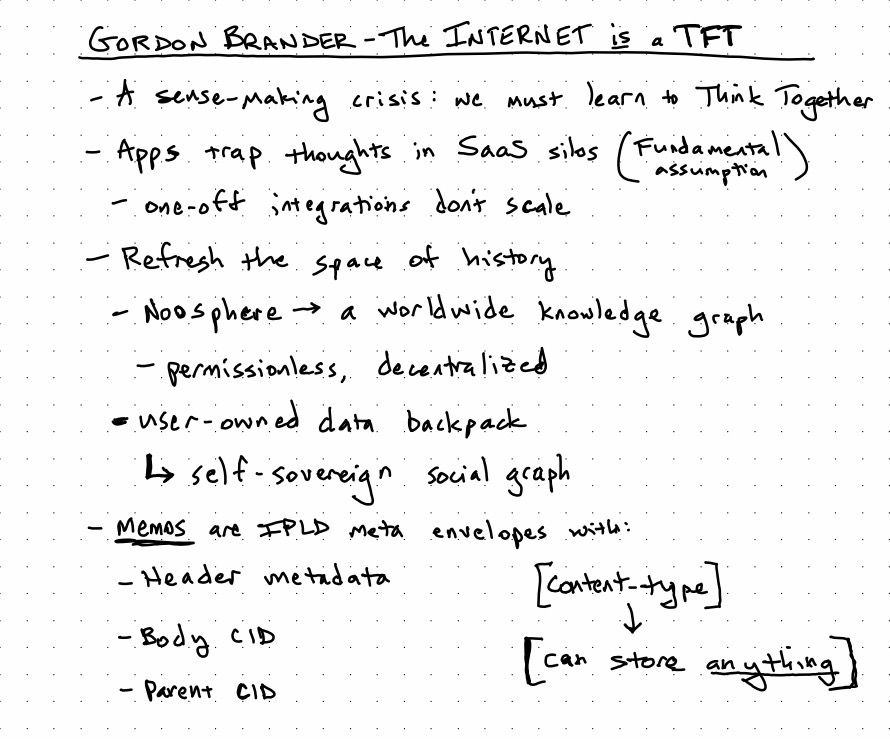 GORDON BRANDER - The INTERNET is a TFT
- A sense-making crisis: we must learn to Think Together
- Apps trap thoughts in SaaS silos (Fundamental
assumption)
- one-off integrations don't scale
- Refresh the space of history
- Noosphere → a worldwide knowledge graph
- permissionless, decentralized
- user-owned data backpack
↳ self-sovereign social graph
- memos are IPLD meta envelopes with:
- Header metadata
[content-type]
↓
- Body CID
[can store anything]
- Parent CID